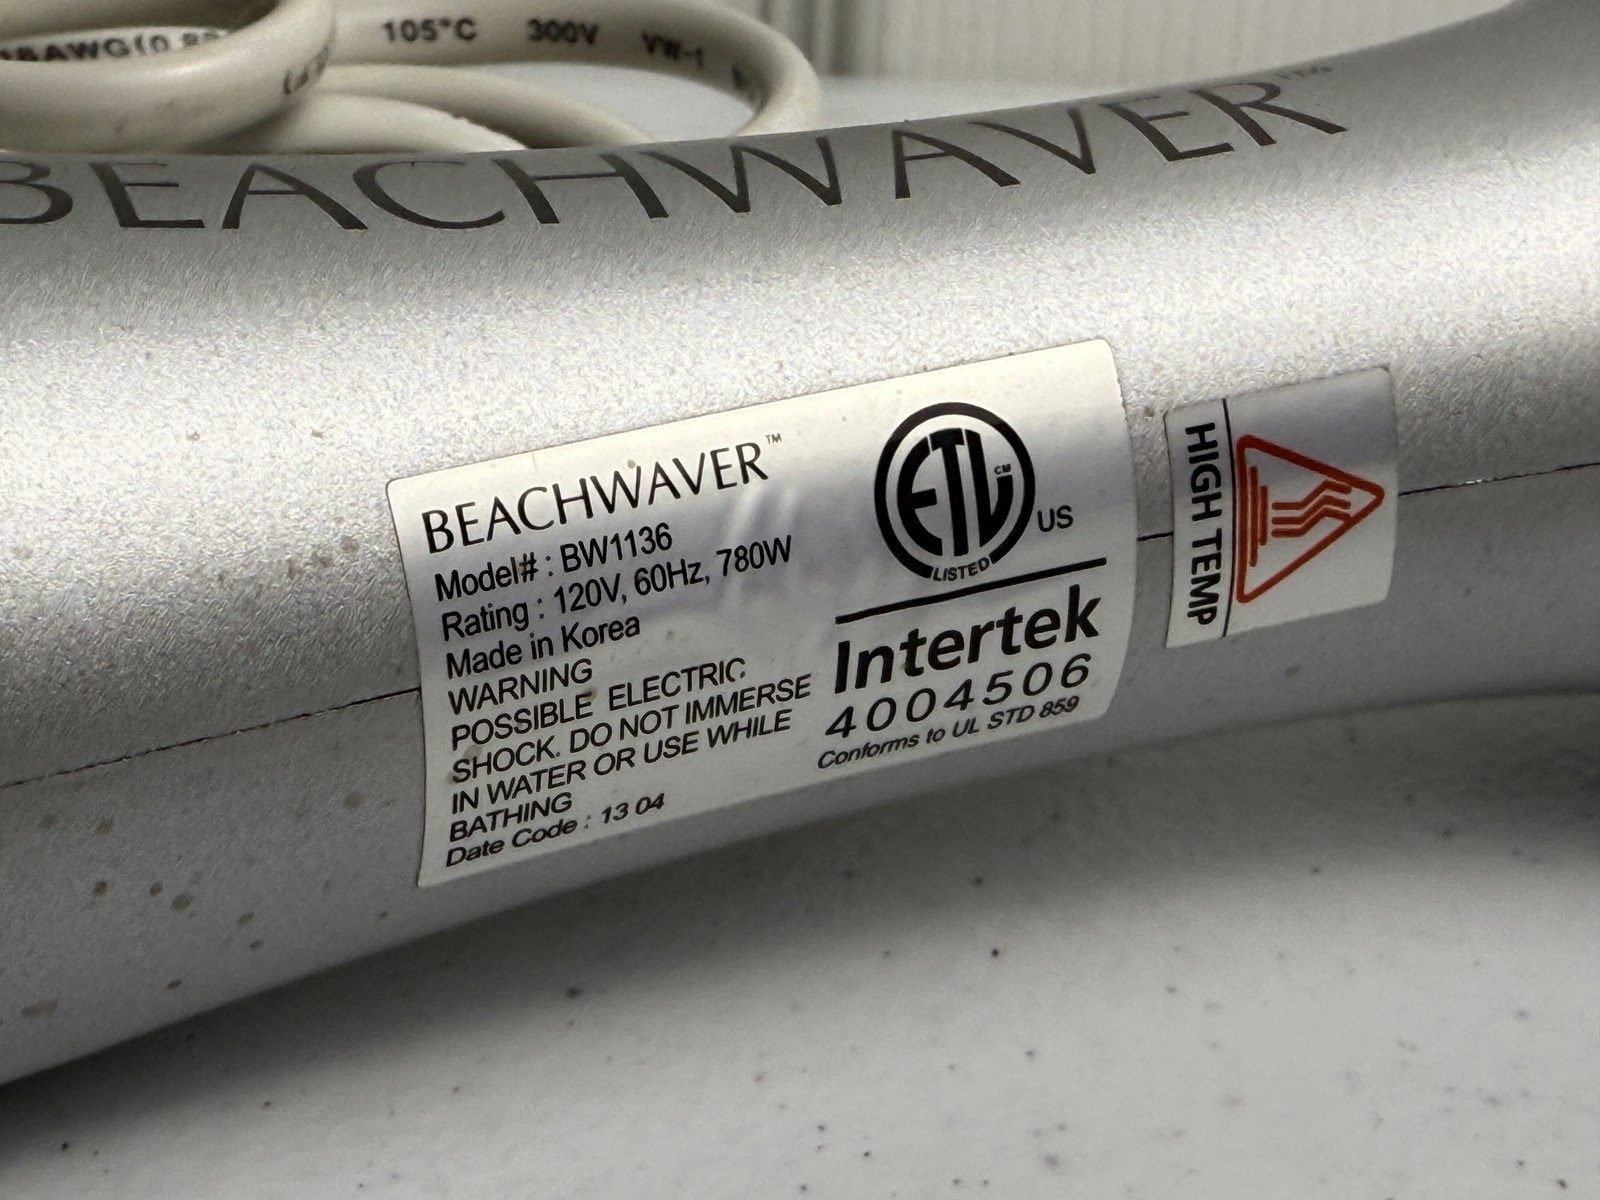 105°C 300V VW-1
BEACHWAVER™
BEACHWAVER™
Model# : BW1136
Rating : 120V, 60Hz, 780W
Made in Korea
WARNING
POSSIBLE ELECTRIC
SHOCK. DO NOT IMMERSE
IN WATER OR USE WHILE
BATHING
Date Code : 13 04
ETL CM
LISTED
US
Intertek
4004506
Conforms to UL STD 859
HIGH TEMP